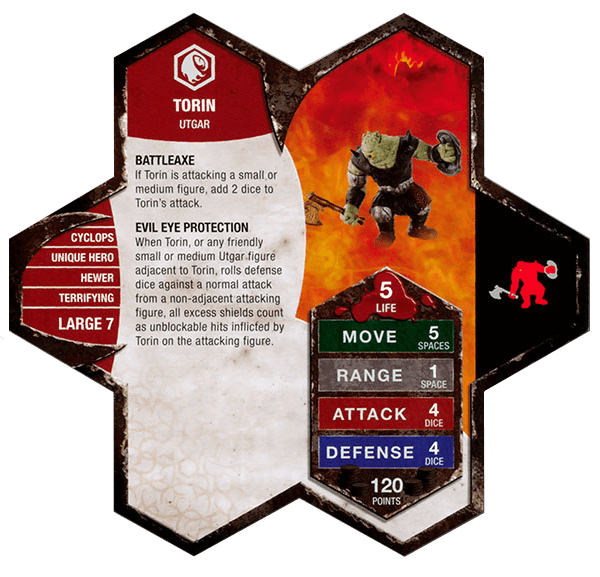 TORIN
UTGAR
BATTLEAXE
If Torin is attacking a small or
medium figure, add 2 dice to
Torin's attack.
EVIL EYE PROTECTION
When Torin, or any friendly
small or medium Utgar figure
adjacent to Torin, rolls defense
dice against a normal attack
from a non-adjacent attacking
figure, all excess shields count
as unblockable hits inflicfed by
Torin on the attacking figure.
CYCLOPS
UNIQUE HERO
HEWER
TERRIFYING
LARGE 7
5
LIFE
MOVE 5
SPACES
RANGE 1
SPACE
ATTACK 4
DICE
DEFENSE 4
DICE
120
POINTS